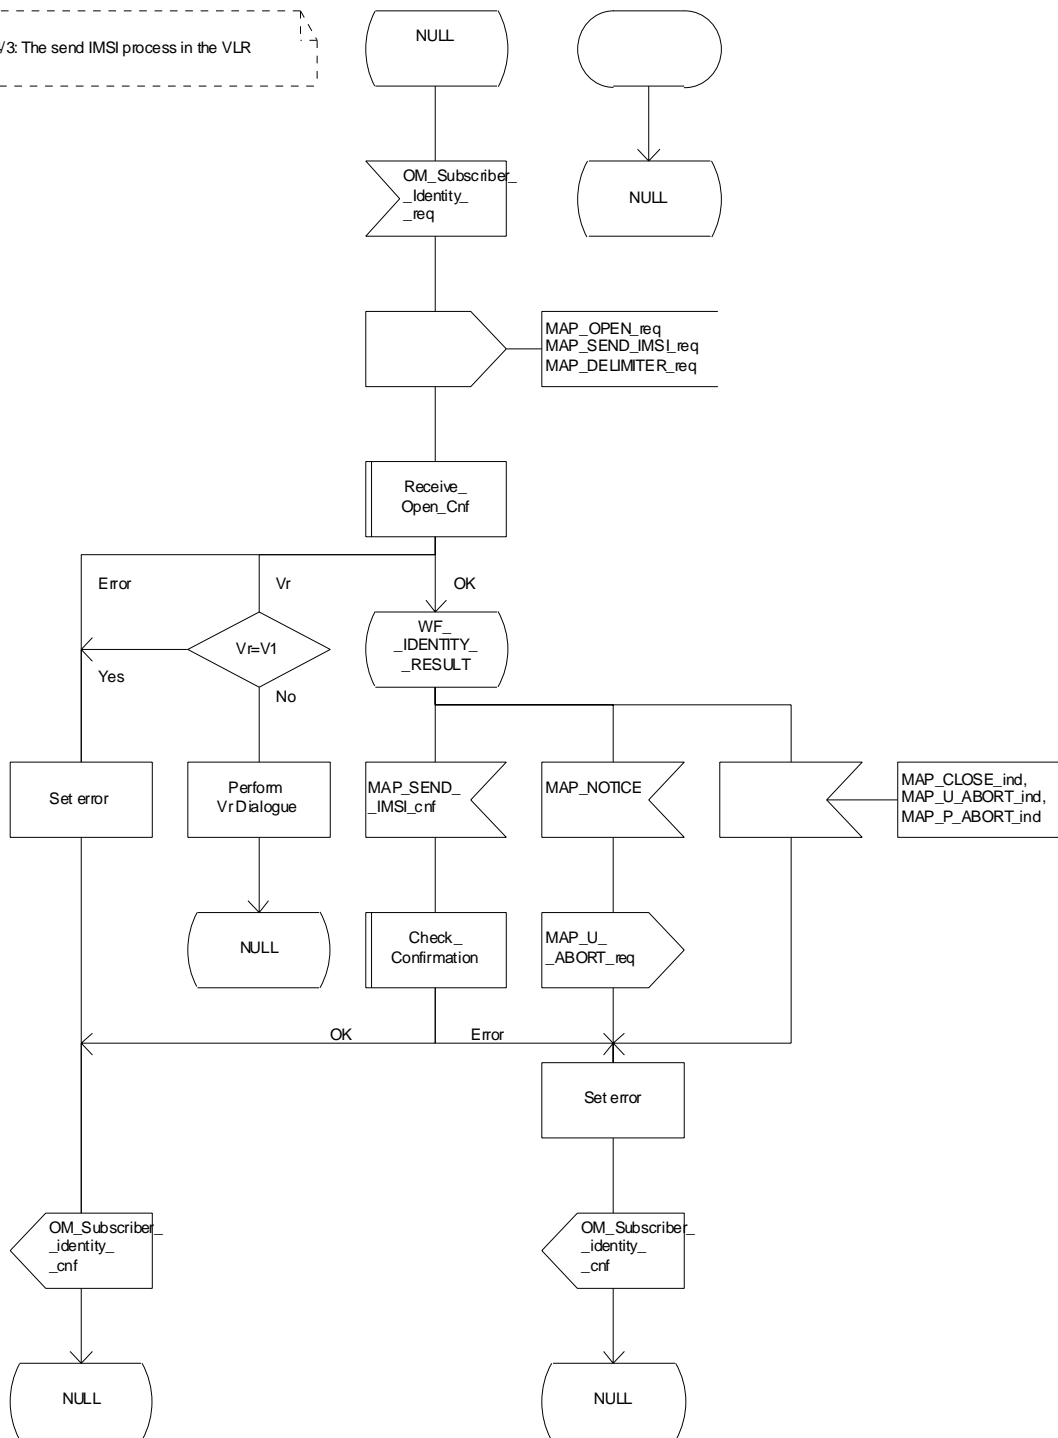 /3: The send IMSI process in the VLR
NULL
OM_Subscriber_
_Identity_
_req
NULL
MAP_OPEN_req
MAP_SEND_IMSI_req
MAP_DELIMITER_req
Receive_
Open_Cnf
Error
Vr
OK
Vr=V1
WF_
_IDENTITY_
_RESULT
Yes
No
Set error
Perform
Vr Dialogue
MAP_SEND_
_IMSI_cnf
MAP_NOTICE
MAP_CLOSE_ind,
MAP_U_ABORT_ind,
MAP_P_ABORT_ind
NULL
Check_
Confirmation
MAP_U_
_ABORT_req
OK
Error
Set error
OM_Subscriber_
_identity_
_cnf
OM_Subscriber_
_identity_
_cnf
NULL
NULL